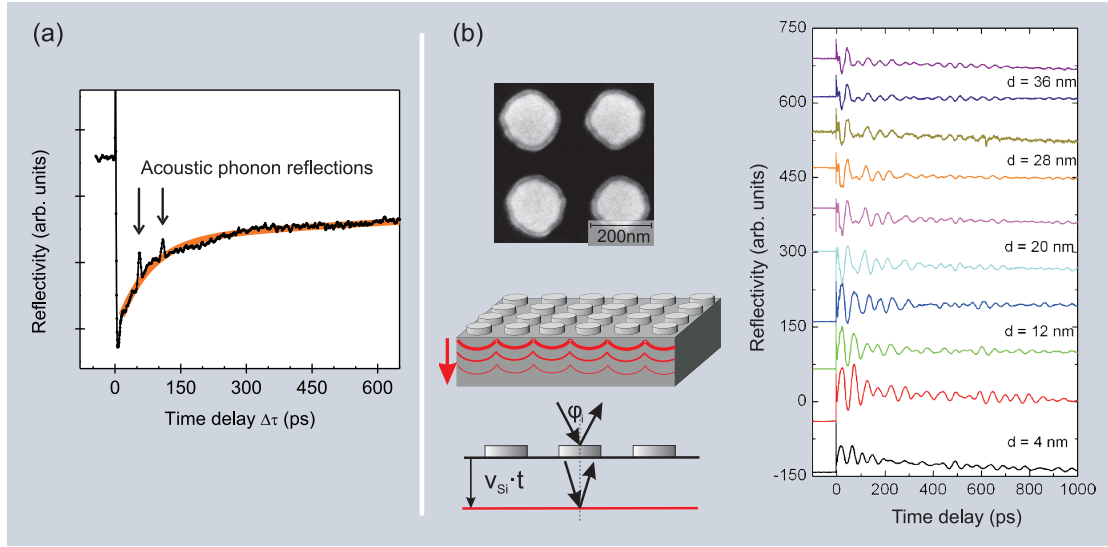 (a)
Acoustic phonon reflections
Reflectivity (arb. units)
0
150
300
450
600
Time delay Δτ (ps)
(b)
200nm
φi
vSi·t
750
600
450
300
150
0
-150
Reflectivity (arb. units)
d = 36 nm
d = 28 nm
d = 20 nm
d = 12 nm
d = 4 nm
0
200
400
600
800
1000
Time delay (ps)